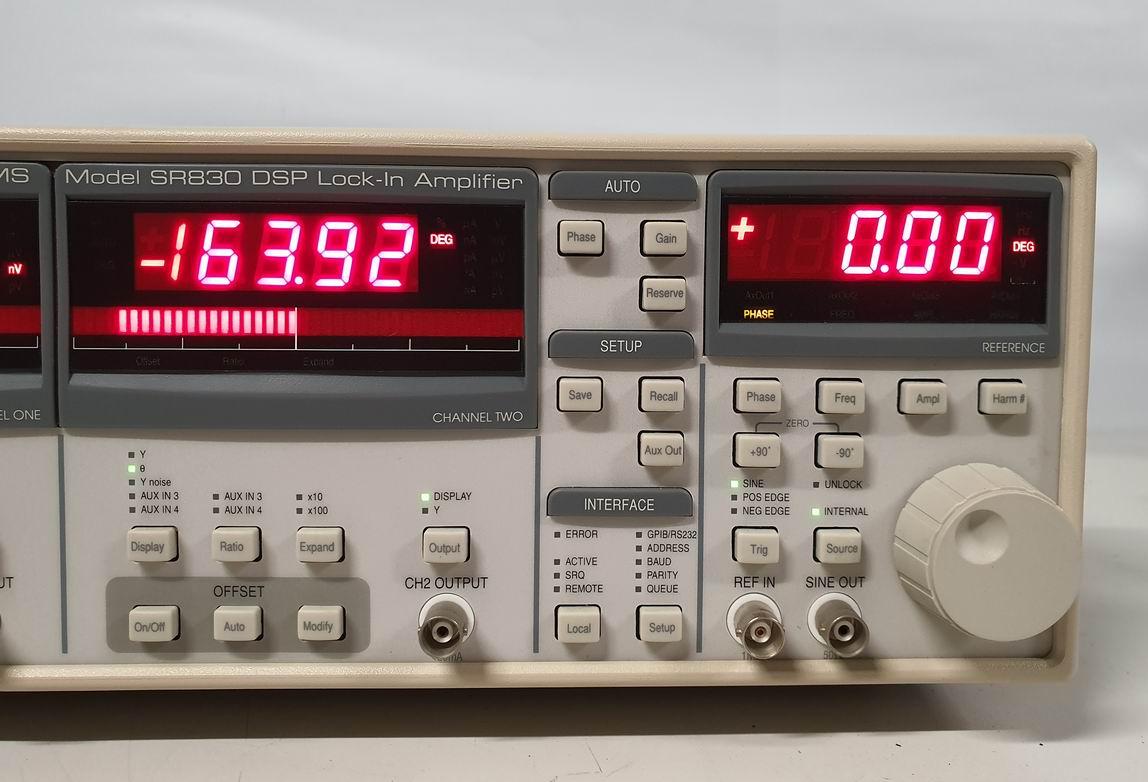 MS
Model SR830 DSP Lock-In Amplifier
AUTO
-163.92
DEG
nV
Phase
Gain
Reserve
+ 0.00
DEG
AxOut1
PHASE
REFERENCE
Offset
Ratio
Expand
EL ONE
CHANNEL TWO
SETUP
Save
Recall
Aux Out
Phase
Freq
Ampl
Harm #
ZERO
+90°
-90°
Y
θ
Y noise
AUX IN 3
AUX IN 4
AUX IN 3
AUX IN 4
x10
x100
DISPLAY
Y
Display
Ratio
Expand
Output
OFFSET
On/Off
Auto
Modify
CH2 OUTPUT
UT
INTERFACE
ERROR
ACTIVE
SRQ
REMOTE
GPIB/RS232
ADDRESS
BAUD
PARITY
QUEUE
Local
Setup
SINE
POS EDGE
NEG EDGE
UNLOCK
INTERNAL
Trig
Source
REF IN
SINE OUT